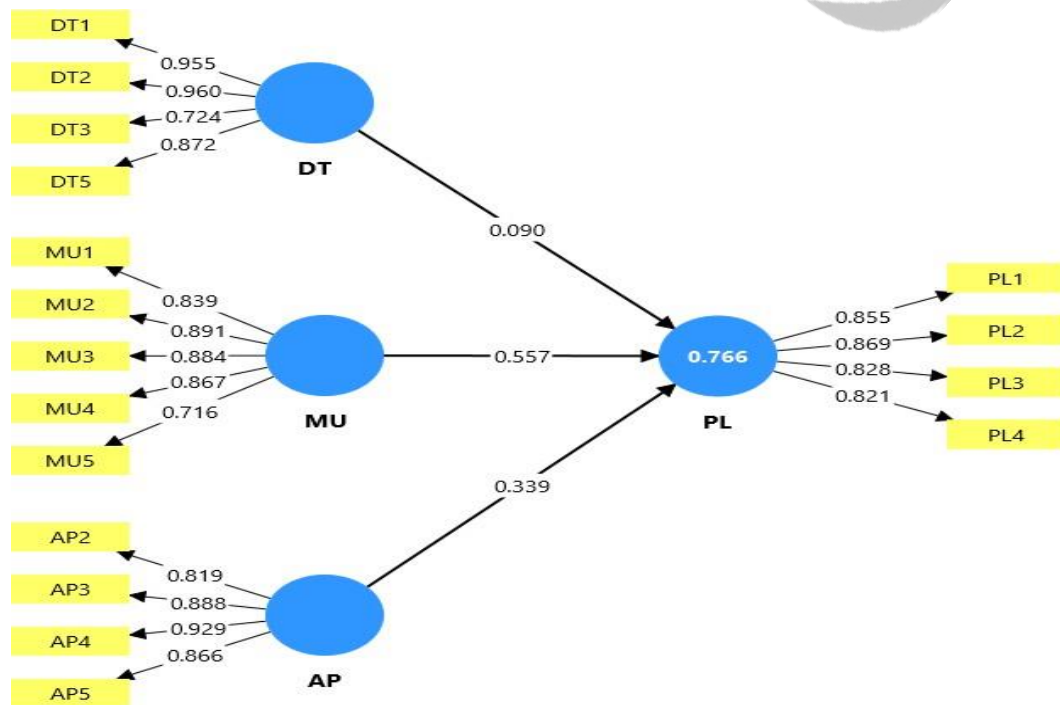 DT1
DT2
DT3
DT5
0.955
0.960
0.724
0.872
DT
0.090
MU1
MU2
MU3
MU4
MU5
0.839
0.891
0.884
0.867
0.716
MU
0.557
AP2
AP3
AP4
AP5
0.819
0.888
0.929
0.866
AP
0.339
0.766
PL
0.855
0.869
0.828
0.821
PL1
PL2
PL3
PL4